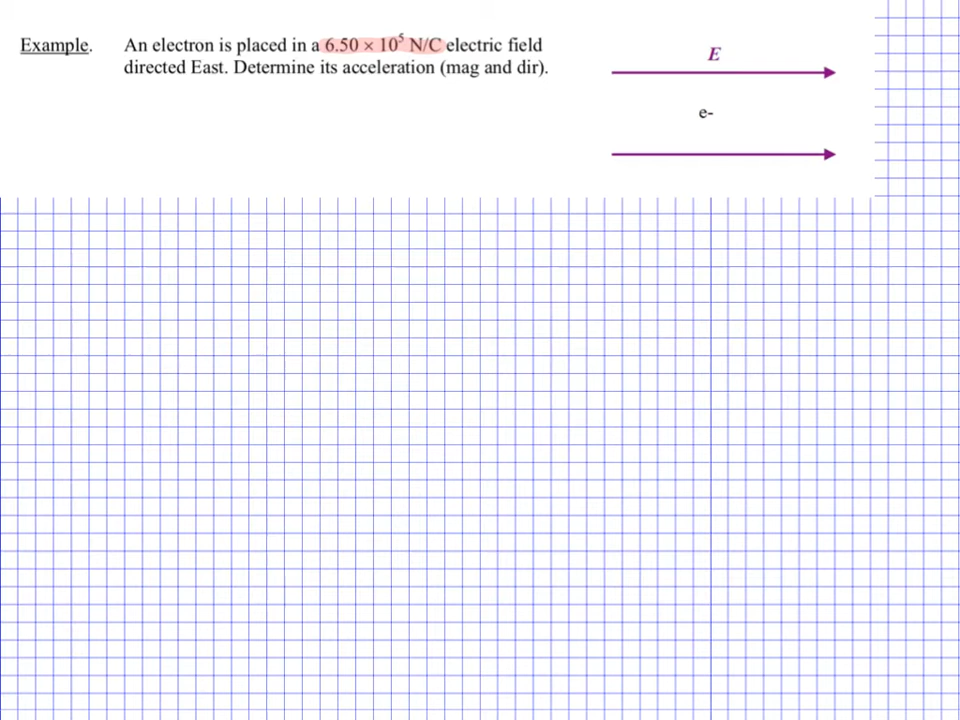 Example. An electron is placed in a 6.50 × 10⁵ N/C electric field
directed East. Determine its acceleration (mag and dir).
E
e-